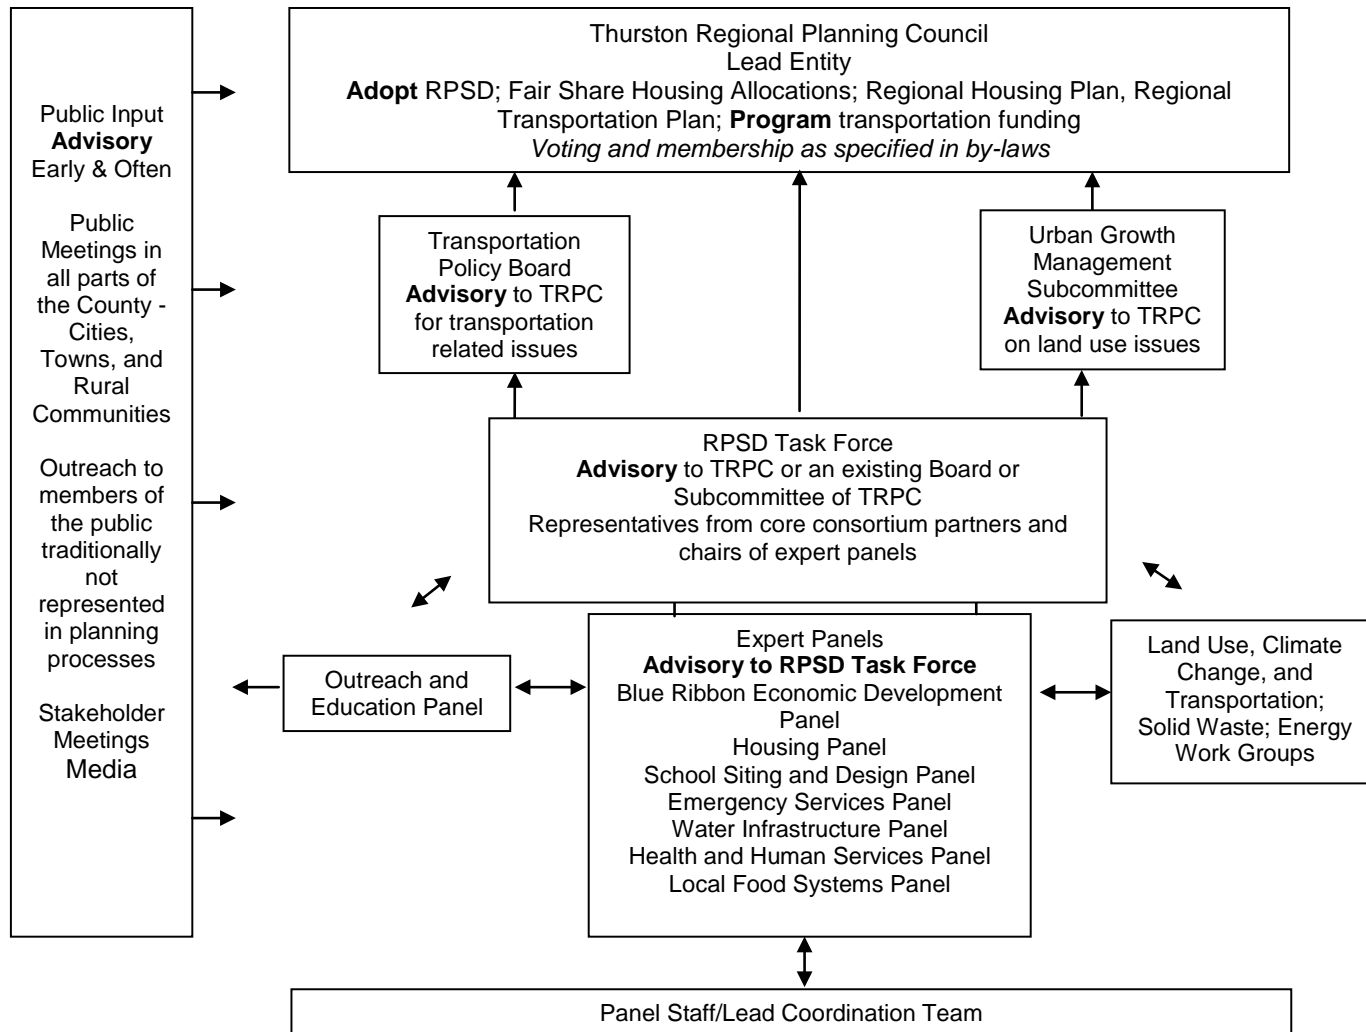 Public Input
Advisory
Early & Often
Public
Meetings in
all parts of
the County -
Cities,
Towns, and
Rural
Communities
Outreach to
members of
the public
traditionally
not
represented
in planning
processes
Stakeholder
Meetings
Media
Thurston Regional Planning Council
Lead Entity
Adopt RPSD; Fair Share Housing Allocations; Regional Housing Plan, Regional
Transportation Plan; Program transportation funding
Voting and membership as specified in by-laws
Transportation
Policy Board
Advisory to TRPC
for transportation
related issues
Urban Growth
Management
Subcommittee
Advisory to TRPC
on land use issues
RPSD Task Force
Advisory to TRPC or an existing Board or
Subcommittee of TRPC
Representatives from core consortium partners and
chairs of expert panels
Outreach and
Education Panel
Expert Panels
Advisory to RPSD Task Force
Blue Ribbon Economic Development
Panel
Housing Panel
School Siting and Design Panel
Emergency Services Panel
Water Infrastructure Panel
Health and Human Services Panel
Local Food Systems Panel
Land Use, Climate
Change, and
Transportation;
Solid Waste; Energy
Work Groups
Panel Staff/Lead Coordination Team